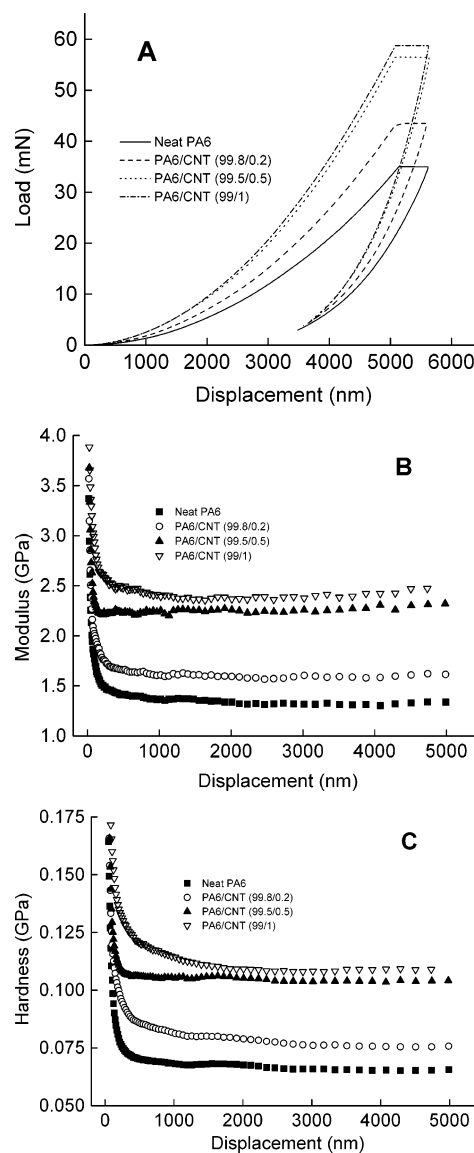 A
60
50
40
30
20
10
0
Load (mN)
Neat PA6
PA6/CNT (99.8/0.2)
PA6/CNT (99.5/0.5)
PA6/CNT (99/1)
0 1000 2000 3000 4000 5000 6000
Displacement (nm)
B
4.0
3.5
3.0
2.5
2.0
1.5
1.0
Modulus (GPa)
Neat PA6
PA6/CNT (99.8/0.2)
PA6/CNT (99.5/0.5)
PA6/CNT (99/1)
0 1000 2000 3000 4000 5000
Displacement (nm)
C
0.175
0.150
0.125
0.100
0.075
0.050
Hardness (GPa)
Neat PA6
PA6/CNT (99.8/0.2)
PA6/CNT (99.5/0.5)
PA6/CNT (99/1)
0 1000 2000 3000 4000 5000
Displacement (nm)